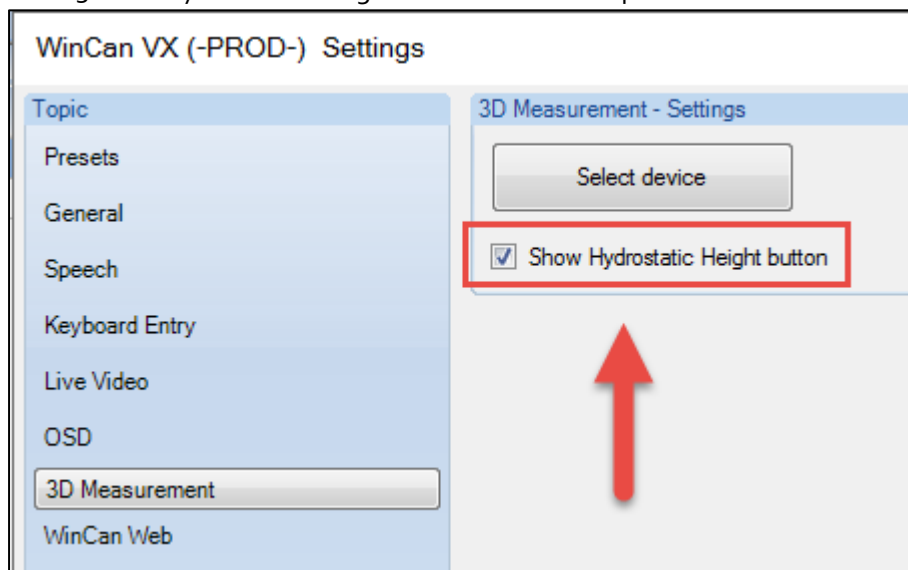 WinCan VX (-PROD-) Settings
Topic
Presets
General
Speech
Keyboard Entry
Live Video
OSD
3D Measurement
WinCan Web
3D Measurement - Settings
Select device
Show Hydrostatic Height button